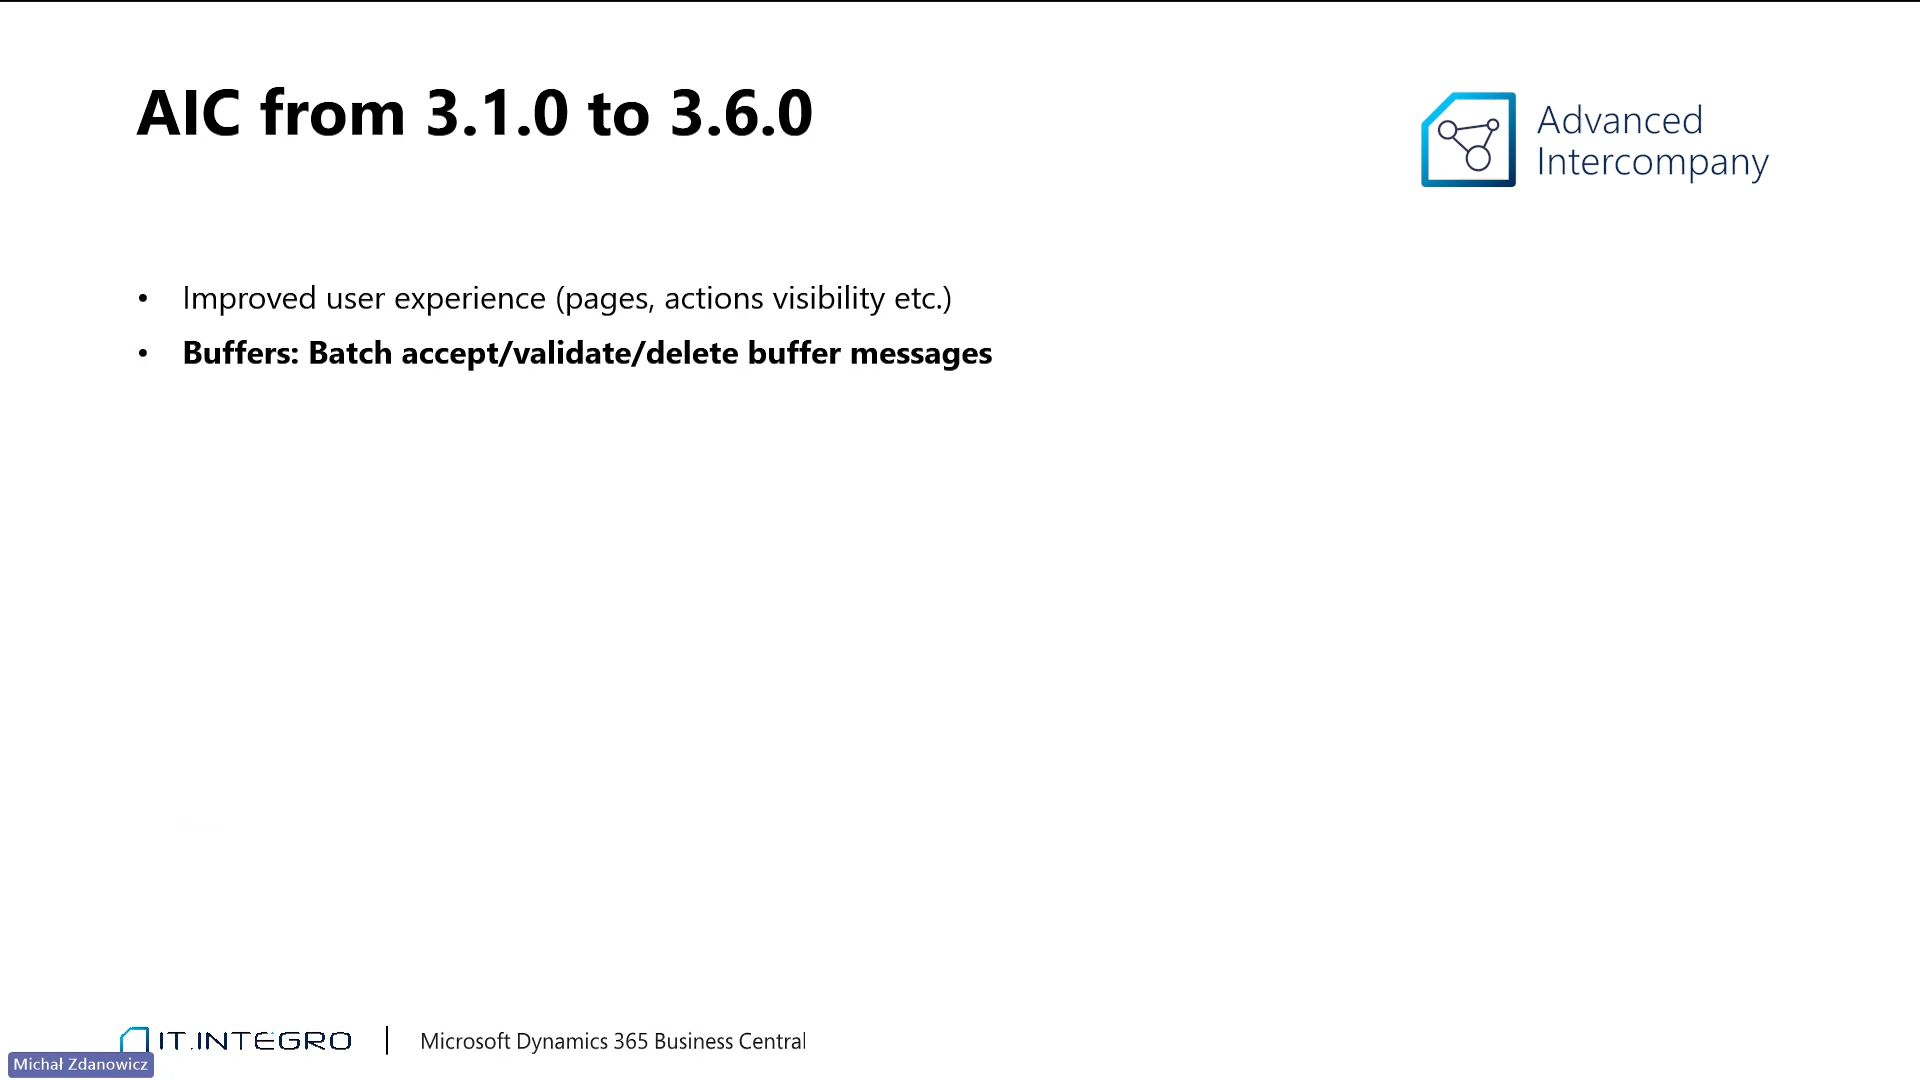 AIC from 3.1.0 to 3.6.0
Advanced
Intercompany
• Improved user experience (pages, actions visibility etc.)
• Buffers: Batch accept/validate/delete buffer messages
IT.INTEGRO | Microsoft Dynamics 365 Business Central
Michał Zdanowicz